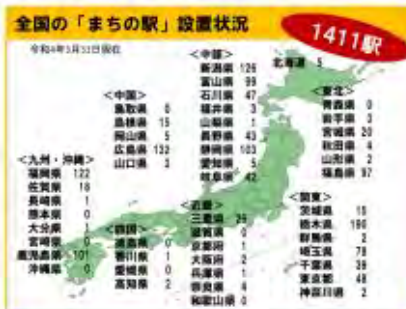 全国の「まちの駅」設置状況
1411駅
令和4年5月33日現在
北海道 5
<東北>
青森県 0
岩手県 3
宮城県 20
秋田県 4
山形県 2
福島県 97
<中部>
新潟県 126
富山県 99
石川県 47
福井県 3
山梨県 1
長野県 43
静岡県 103
愛知県 5
岐阜県 42
<中国>
鳥取県 0
島根県 15
岡山県 5
広島県 132
山口県 3
<九州・沖縄>
福岡県 122
佐賀県 18
長崎県 1
熊本県 0
大分県 1
宮崎県 0
鹿児島県 101
沖縄県 0
<四国>
徳島県 0
香川県 1
愛媛県 0
高知県 2
<近畿>
三重県 26
滋賀県 0
京都府 1
大阪府 2
兵庫県 1
奈良県 4
和歌山県 0
<関東>
茨城県 15
栃木県 190
群馬県 2
埼玉県 78
千葉県 39
東京都 48
神奈川県 2